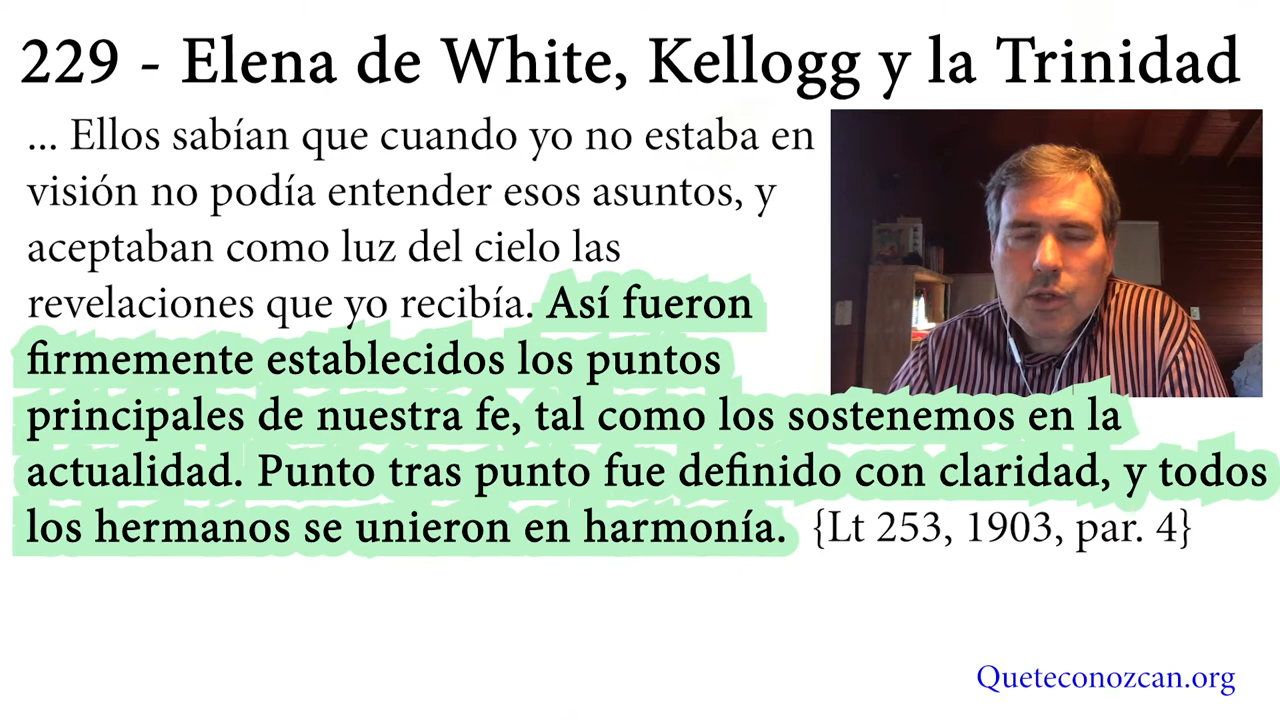 229 - Elena de White, Kellogg y la Trinidad
... Ellos sabían que cuando yo no estaba en
visión no podía entender esos asuntos, y
aceptaban como luz del cielo las
revelaciones que yo recibía. Así fueron
firmemente establecidos los puntos
principales de nuestra fe, tal como los sostenemos en la
actualidad. Punto tras punto fue definido con claridad, y todos
los hermanos se unieron en harmonía. {Lt 253, 1903, par. 4}
Queteconozcan.org